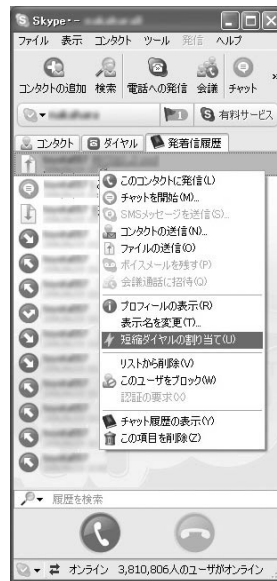 Skype™-
ファイル 表示 コンタクト ツール 発信 ヘルプ
コンタクトの追加 検索 電話への発信 会議 チャット
有料サービス
コンタクト ダイヤル 発着信履歴
このコンタクトに発信(L)
チャットを開始(M)...
SMSメッセージを送信(S)...
コンタクトの送信(N)...
ファイルの送信(O)
ボイスメールを残す(P)
会議通話に招待(Q)
プロフィールの表示(R)
表示名を変更(T)...
短縮ダイヤルの割り当て(U)
リストから削除(V)
このユーザをブロック(W)
認証の要求(X)
チャット履歴の表示(Y)
この項目を削除(Z)
履歴を検索
オンライン 3,810,806人のユーザがオンライン